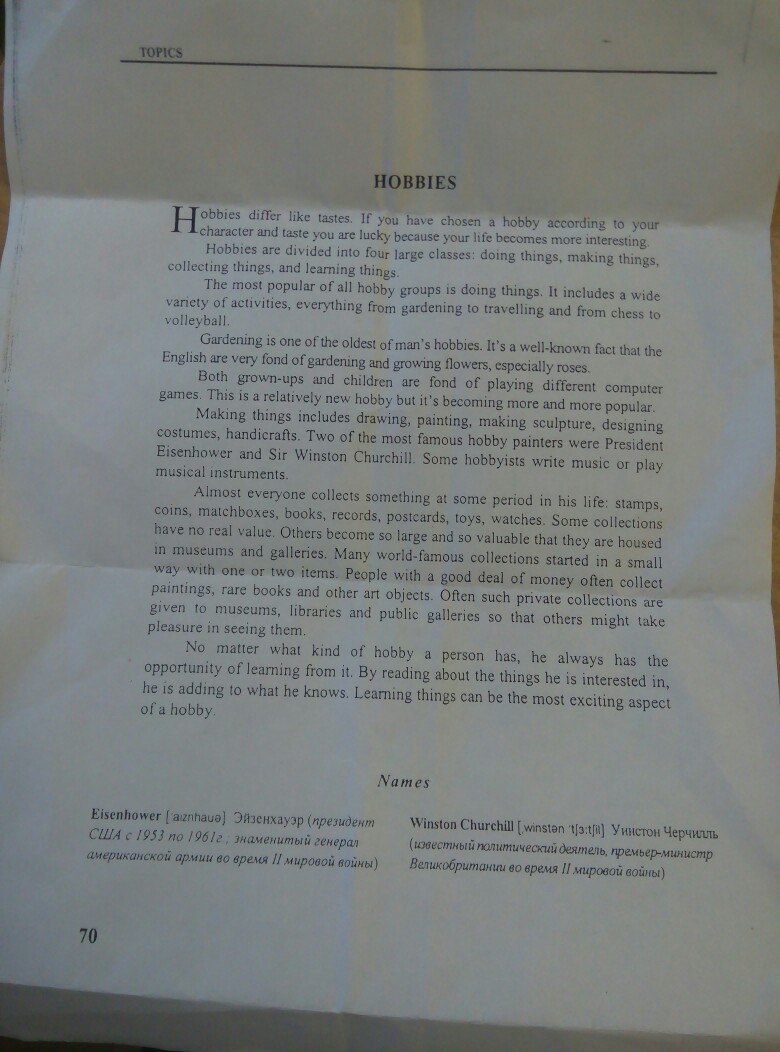 TOPICS
HOBBIES
Hobbies differ like tastes. If you have chosen a hobby according to your
character and taste you are lucky because your life becomes more interesting.
Hobbies are divided into four large classes: doing things, making things,
collecting things, and learning things.
The most popular of all hobby groups is doing things. It includes a wide
variety of activities, everything from gardening to travelling and from chess to
volleyball.
Gardening is one of the oldest of man's hobbies. It's a well-known fact that the
English are very fond of gardening and growing flowers, especially roses.
Both grown-ups and children are fond of playing different computer
games. This is a relatively new hobby but it's becoming more and more popular.
Making things includes drawing, painting, making sculpture, designing
costumes, handicrafts. Two of the most famous hobby painters were President
Eisenhower and Sir Winston Churchill. Some hobbyists write music or play
musical instruments.
Almost everyone collects something at some period in his life: stamps,
coins, matchboxes, books, records, postcards, toys, watches. Some collections
have no real value. Others become so large and so valuable that they are housed
in museums and galleries. Many world-famous collections started in a small
way with one or two items. People with a good deal of money often collect
paintings, rare books and other art objects. Often such private collections are
given to museums, libraries and public galleries so that others might take
pleasure in seeing them.
No matter what kind of hobby a person has, he always has the
opportunity of learning from it. By reading about the things he is interested in,
he is adding to what he knows. Learning things can be the most exciting aspect
of a hobby.
Names
Eisenhower [ˈaıznhauə] Эйзенхауэр (президент
США с 1953 по 1961г., знаменитый генерал
американской армии во время II мировой войны)
Winston Churchill [ˌwinstən ˈtʃɜ:tʃil] Уинстон Черчилль
(известный политический деятель, премьер-министр
Великобритании во время II мировой войны)
70